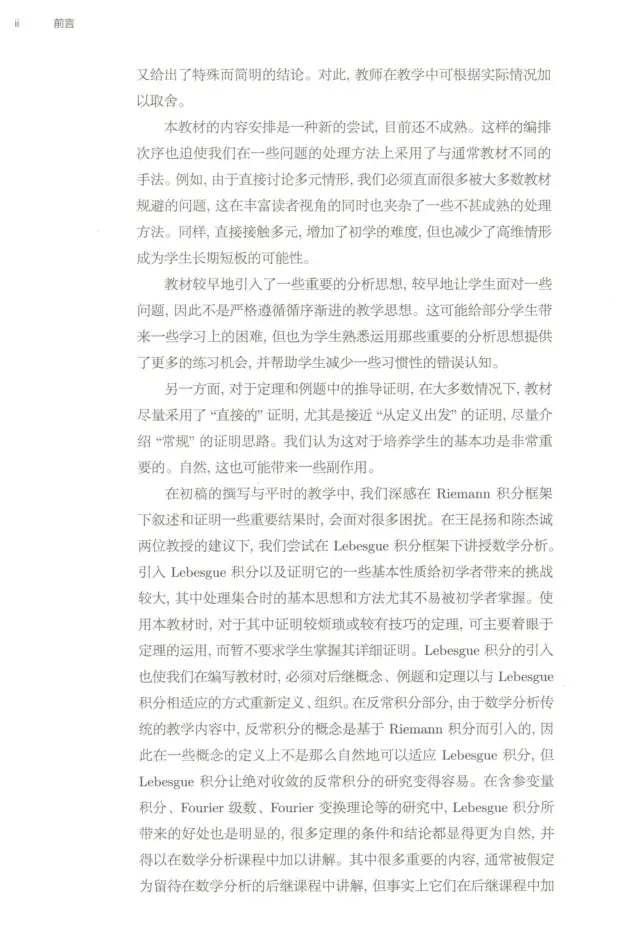 ii 前言
又给出了特殊而简明的结论。对此, 教师在教学中可根据实际情况加
以取舍。
本教材的内容安排是一种新的尝试, 目前还不成熟。这样的编排
次序也迫使我们在一些问题的处理方法上采用了与通常教材不同的
手法。例如, 由于直接讨论多元情形, 我们必须直面很多被大多数教材
规避的问题, 这在丰富读者视角的同时也夹杂了一些不甚成熟的处理
方法。同样, 直接接触多元, 增加了初学的难度, 但也减少了高维情形
成为学生长期短板的可能性。
教材较早地引入了一些重要的分析思想, 较早地让学生面对一些
问题, 因此不是严格遵循循序渐进的教学思想。这可能给部分学生带
来一些学习上的困难, 但也为学生熟悉运用那些重要的分析思想提供
了更多的练习机会, 并帮助学生减少一些习惯性的错误认知。
另一方面, 对于定理和例题中的推导证明, 在大多数情况下, 教材
尽量采用了 “直接的” 证明, 尤其是接近 “从定义出发” 的证明, 尽量介
绍 “常规” 的证明思路。我们认为这对于培养学生的基本功是非常重
要的。自然, 这也可能带来一些副作用。
在初稿的撰写与平时的教学中, 我们深感在 Riemann 积分框架
下叙述和证明一些重要结果时, 会面对很多困扰。在王昆扬和陈杰诚
两位教授的建议下, 我们尝试在 Lebesgue 积分框架下讲授数学分析。
引入 Lebesgue 积分以及证明它的一些基本性质给初学者带来的挑战
较大, 其中处理集合时的基本思想和方法尤其不易被初学者掌握。使
用本教材时, 对于其中证明较烦琐或较有技巧的定理, 可主要着眼于
定理的运用, 而暂不要求学生掌握其详细证明。Lebesgue 积分的引入
也使我们在编写教材时, 必须对后继概念、例题和定理以与 Lebesgue
积分相适应的方式重新定义、组织。在反常积分部分, 由于数学分析传
统的教学内容中, 反常积分的概念是基于 Riemann 积分而引入的, 因
此在一些概念的定义上不是那么自然地可以适应 Lebesgue 积分, 但
Lebesgue 积分让绝对收敛的反常积分的研究变得容易。在含参变量
积分、Fourier 级数、Fourier 变换理论等的研究中, Lebesgue 积分所
带来的好处也是明显的, 很多定理的条件和结论都显得更为自然, 并
得以在数学分析课程中加以讲解。其中很多重要的内容, 通常被假定
为留待在数学分析的后继课程中讲解, 但事实上它们在后继课程中加